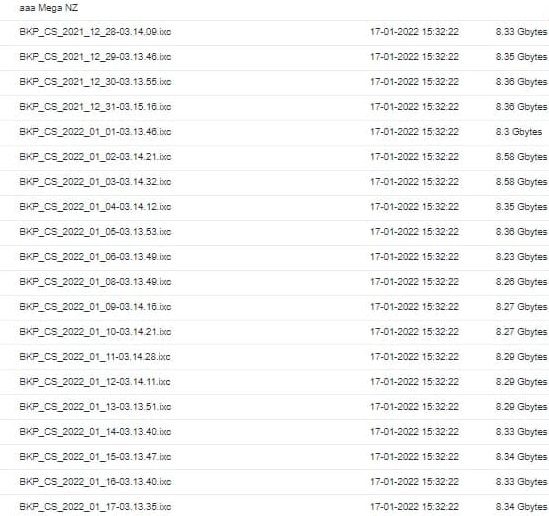 aaa Mega NZ
BKP_CS_2021_12_28-03.14.09.ixc 17-01-2022 15:32:22 8.33 Gbytes
BKP_CS_2021_12_29-03.13.46.ixc 17-01-2022 15:32:22 8.35 Gbytes
BKP_CS_2021_12_30-03.13.55.ixc 17-01-2022 15:32:22 8.36 Gbytes
BKP_CS_2021_12_31-03.15.16.ixc 17-01-2022 15:32:22 8.36 Gbytes
BKP_CS_2022_01_01-03.13.46.ixc 17-01-2022 15:32:22 8.3 Gbytes
BKP_CS_2022_01_02-03.14.21.ixc 17-01-2022 15:32:22 8.58 Gbytes
BKP_CS_2022_01_03-03.14.32.ixc 17-01-2022 15:32:22 8.58 Gbytes
BKP_CS_2022_01_04-03.14.12.ixc 17-01-2022 15:32:22 8.35 Gbytes
BKP_CS_2022_01_05-03.13.53.ixc 17-01-2022 15:32:22 8.36 Gbytes
BKP_CS_2022_01_06-03.13.49.ixc 17-01-2022 15:32:22 8.23 Gbytes
BKP_CS_2022_01_08-03.13.49.ixc 17-01-2022 15:32:22 8.26 Gbytes
BKP_CS_2022_01_09-03.14.16.ixc 17-01-2022 15:32:22 8.27 Gbytes
BKP_CS_2022_01_10-03.14.21.ixc 17-01-2022 15:32:22 8.27 Gbytes
BKP_CS_2022_01_11-03.14.28.ixc 17-01-2022 15:32:22 8.29 Gbytes
BKP_CS_2022_01_12-03.14.11.ixc 17-01-2022 15:32:22 8.29 Gbytes
BKP_CS_2022_01_13-03.13.51.ixc 17-01-2022 15:32:22 8.29 Gbytes
BKP_CS_2022_01_14-03.13.40.ixc 17-01-2022 15:32:22 8.33 Gbytes
BKP_CS_2022_01_15-03.13.47.ixc 17-01-2022 15:32:22 8.34 Gbytes
BKP_CS_2022_01_16-03.13.40.ixc 17-01-2022 15:32:22 8.33 Gbytes
BKP_CS_2022_01_17-03.13.35.ixc 17-01-2022 15:32:22 8.34 Gbytes